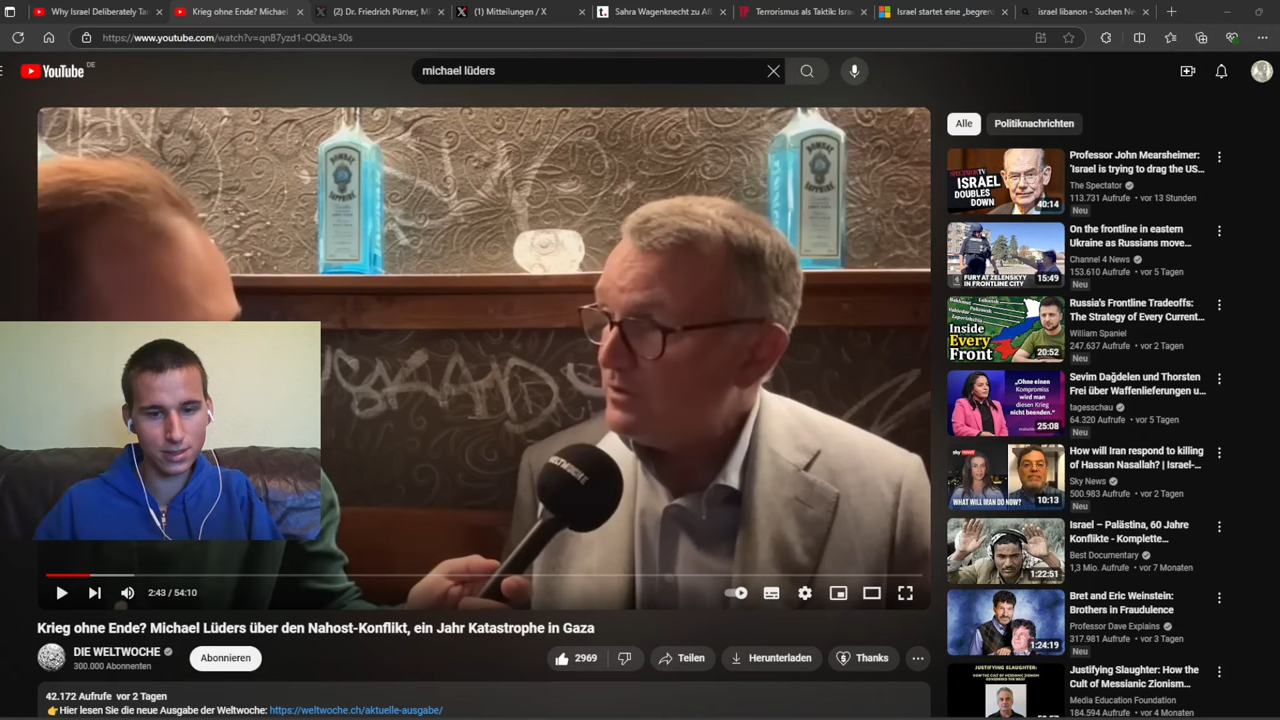 Why Israel Deliberately Tar
Krieg ohne Ende? Michael
(2) Dr. Friedrich Pürner, M
(1) Mitteilungen / X
Sahra Wagenknecht zu Af
Terrorismus als Taktik: Isra
Israel startet eine „begren
israel libanon - Suchen Ne
https://www.youtube.com/watch?v=qnB7yzd1-OQ&t=30s
YouTube DE
michael lüders
BOMBAY
SAPPHIRE
BOMBAY
SAPPHIRE
WELTWOCHE
2:43 / 54:10
Krieg ohne Ende? Michael Lüders über den Nahost-Konflikt, ein Jahr Katastrophe in Gaza
DIE WELTWOCHE
300.000 Abonnenten
Abonnieren
2969
Teilen
Herunterladen
Thanks
42.172 Aufrufe vor 2 Tagen
Hier lesen Sie die neue Ausgabe der Weltwoche: https://weltwoche.ch/aktuelle-ausgabe/
Alle
Politiknachrichten
ISRAEL
DOUBLES
DOWN
40:14
Professor John Mearsheimer:
'Israel is trying to drag the US...
The Spectator
113.731 Aufrufe • vor 13 Stunden
Neu
FURY AT ZELENSKYY
IN FRONTLINE CITY
15:49
On the frontline in eastern
Ukraine as Russians move...
Channel 4 News
153.610 Aufrufe • vor 5 Tagen
Neu
Inside
Every
Front
20:52
Russia's Frontline Tradeoffs:
The Strategy of Every Current...
William Spaniel
247.637 Aufrufe • vor 2 Tagen
Neu
„Ohne einen
Kompromiss
wird man
diesen Krieg
nicht beenden."
25:08
Sevim Dağdelen und Thorsten
Frei über Waffenlieferungen u...
tagesschau
64.320 Aufrufe • vor 5 Tagen
Neu
sky news
WHAT WILL IRAN DO NOW?
10:13
How will Iran respond to killing
of Hassan Nasallah? | Israel-...
Sky News
500.983 Aufrufe • vor 2 Tagen
Neu
1:22:51
Israel – Palästina, 60 Jahre
Konflikte - Komplette...
Best Documentary
1,3 Mio. Aufrufe • vor 7 Monaten
1:24:19
Bret and Eric Weinstein:
Brothers in Fraudulence
Professor Dave Explains
317.981 Aufrufe • vor 3 Tagen
Neu
JUSTIFYING SLAUGHTER:
Justifying Slaughter: How the
Cult of Messianic Zionism...
Media Education Foundation
184.594 Aufrufe • vor 4 Monaten